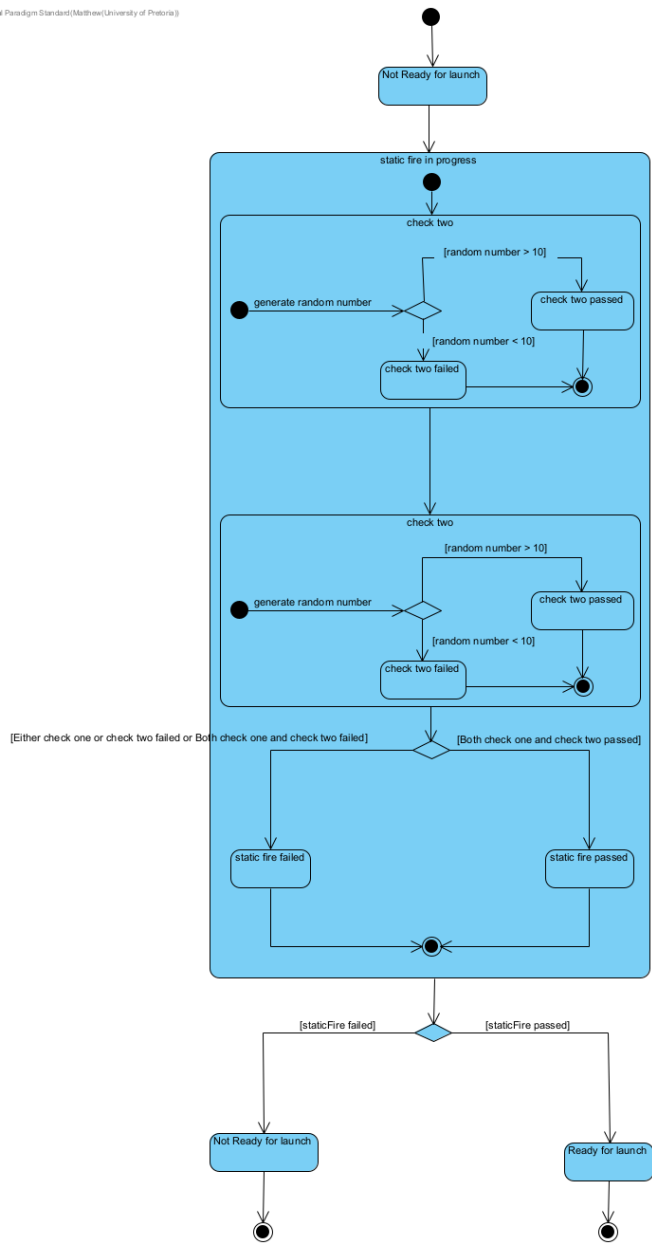 l Paradigm Standard(Matthew(University of Pretoria))
Not Ready for launch
static fire in progress
check two
[random number > 10]
generate random number
check two passed
[random number < 10]
check two failed
check two
[random number > 10]
generate random number
check two passed
[random number < 10]
check two failed
[Either check one or check two failed or Both check one and check two failed]
[Both check one and check two passed]
static fire failed
static fire passed
[staticFire failed]
[staticFire passed]
Not Ready for launch
Ready for launch